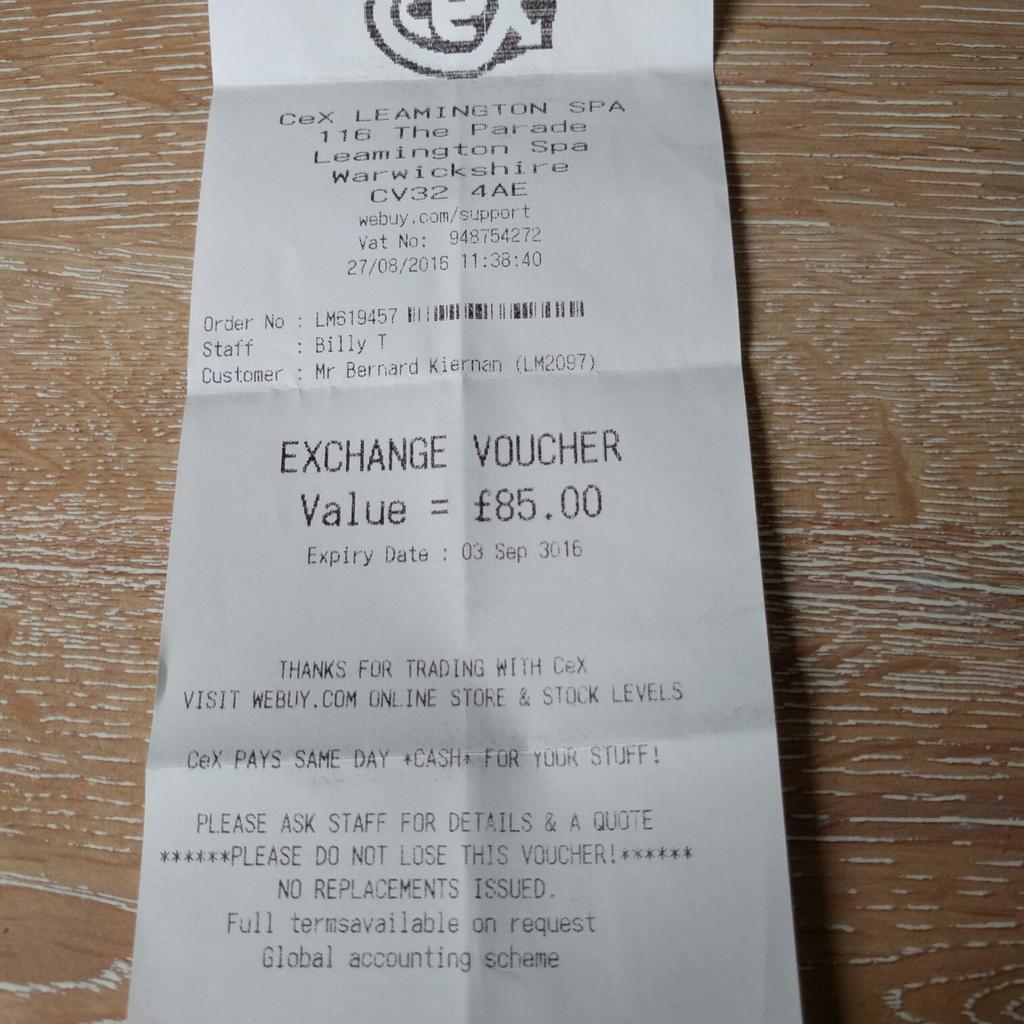 CeX
CeX LEAMINGTON SPA
116 The Parade
Leamington Spa
Warwickshire
CV32 4AE
webuy.com/support
Vat No: 948754272
27/08/2016 11:38:40
Order No : LM619457
Staff : Billy T
Customer : Mr Bernard Kiernan (LM2097)
EXCHANGE VOUCHER
Value = £85.00
Expiry Date : 03 Sep 3016
THANKS FOR TRADING WITH CeX
VISIT WEBUY.COM ONLINE STORE & STOCK LEVELS
CeX PAYS SAME DAY *CASH* FOR YOUR STUFF!
PLEASE ASK STAFF FOR DETAILS & A QUOTE
******PLEASE DO NOT LOSE THIS VOUCHER!******
NO REPLACEMENTS ISSUED.
Full termsavailable on request
Global accounting scheme